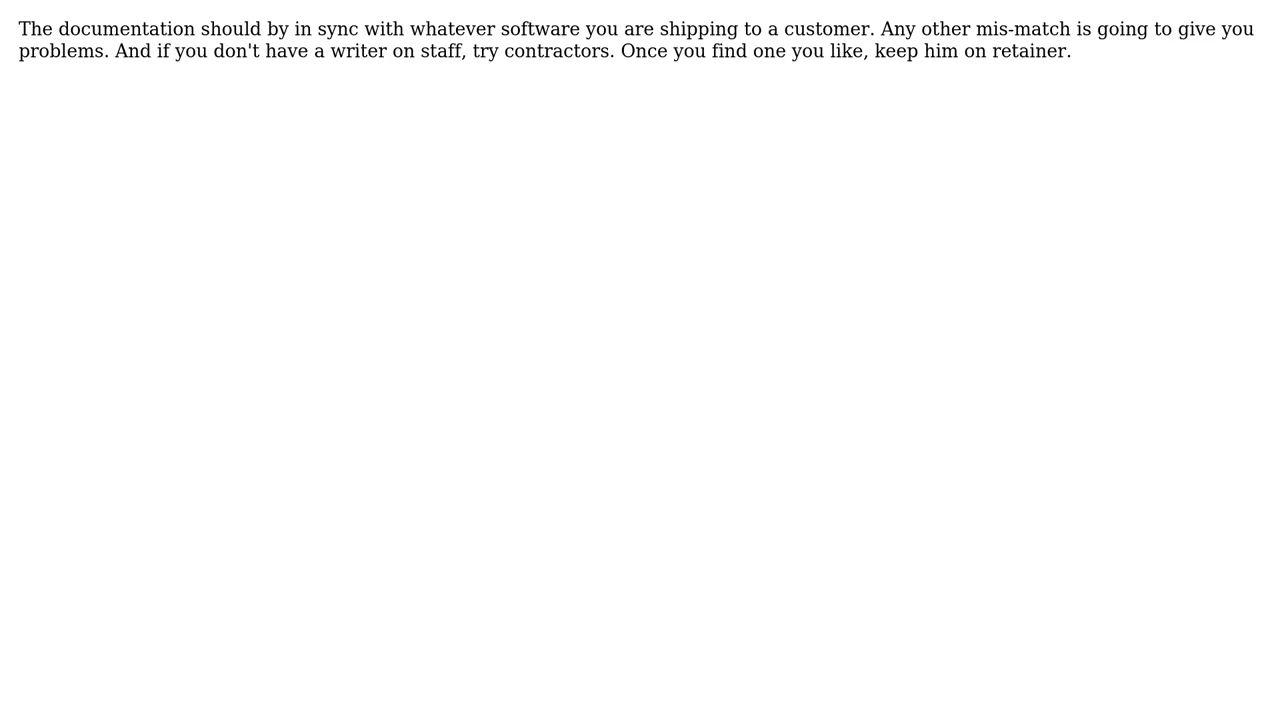 The documentation should by in sync with whatever software you are shipping to a customer. Any other mis-match is going to give you
problems. And if you don't have a writer on staff, try contractors. Once you find one you like, keep him on retainer.